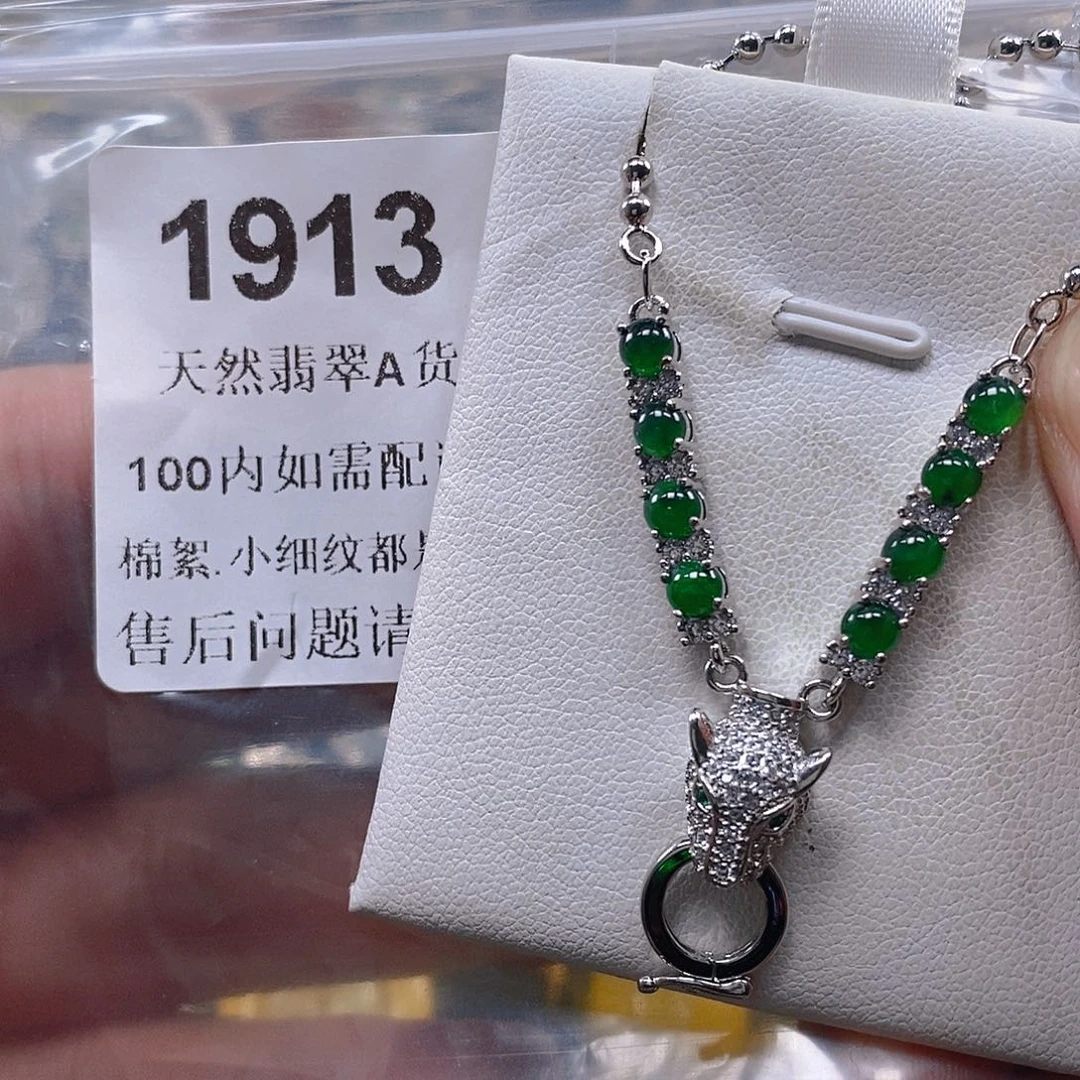 1913
天然翡翠A货
100内如需配
棉絮.小细纹都
售后问题请